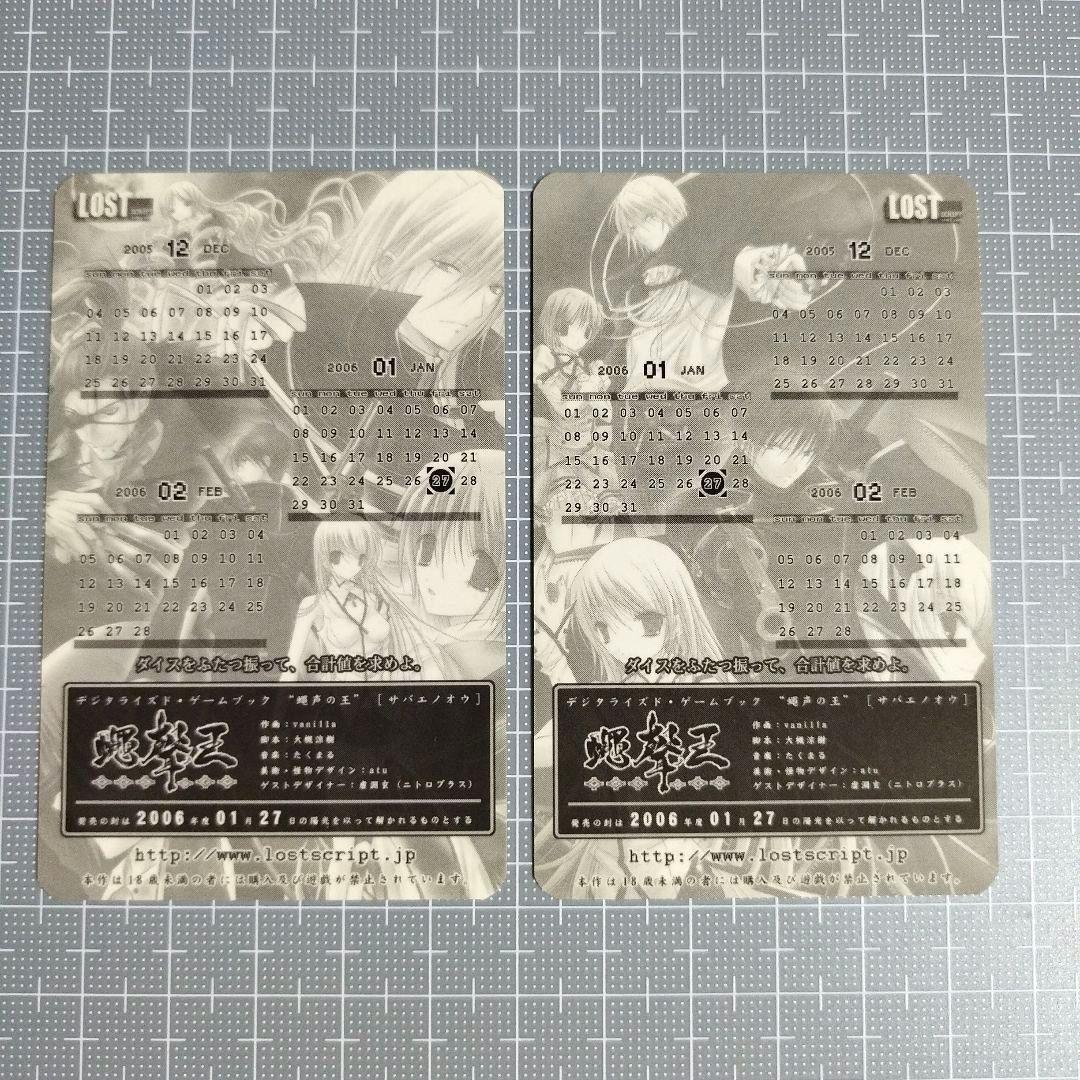 LOST
2005 12 DEC
sun mon tue wed thu fri sat
01 02 03
04 05 06 07 08 09 10
11 12 13 14 15 16 17
18 19 20 21 22 23 24
25 26 27 28 29 30 31
2006 01 JAN
sun mon tue wed thu fri sat
01 02 03 04 05 06 07
08 09 10 11 12 13 14
15 16 17 18 19 20 21
22 23 24 25 26 27 28
29 30 31
2006 02 FEB
sun mon tue wed thu fri sat
01 02 03 04
05 06 07 08 09 10 11
12 13 14 15 16 17 18
19 20 21 22 23 24 25
26 27 28
ダイスをふたつ振って、合計値を求めよ。
デジタライズド・ゲームブック "蠅声の王" [サバエノオウ]
蠅聲王
作画：vanilla
脚本：大槻涼樹
音楽：たくまる
美術・怪物デザイン：atu
ゲストデザイナー：虚淵玄（ニトロプラス）
発売の封は 2006 年度 01 月 27 日の陽光を以って解かれるものとする
http://www.lostscript.jp
本作は18歳未満の者には購入及び遊戯が禁止されています。
LOST
2005 12 DEC
sun mon tue wed thu fri sat
01 02 03
04 05 06 07 08 09 10
11 12 13 14 15 16 17
18 19 20 21 22 23 24
25 26 27 28 29 30 31
2006 01 JAN
sun mon tue wed thu fri sat
01 02 03 04 05 06 07
08 09 10 11 12 13 14
15 16 17 18 19 20 21
22 23 24 25 26 27 28
29 30 31
2006 02 FEB
sun mon tue wed thu fri sat
01 02 03 04
05 06 07 08 09 10 11
12 13 14 15 16 17 18
19 20 21 22 23 24 25
26 27 28
ダイスをふたつ振って、合計値を求めよ。
デジタライズド・ゲームブック "蠅声の王" [サバエノオウ]
蠅聲王
作画：vanilla
脚本：大槻涼樹
音楽：たくまる
美術・怪物デザイン：atu
ゲストデザイナー：虚淵玄（ニトロプラス）
発売の封は 2006 年度 01 月 27 日の陽光を以って解かれるものとする
http://www.lostscript.jp
本作は18歳未満の者には購入及び遊戯が禁止されています。